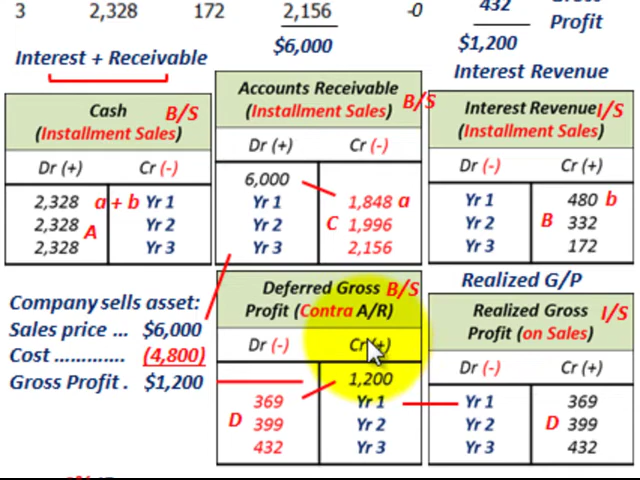 3 2,328 172 2,156 -0 432 Profit
$6,000 $1,200
Interest + Receivable Interest Revenue
Cash B/S
(Installment Sales)
Dr (+) Cr (-)
2,328 a + b Yr 1
2,328 A Yr 2
2,328 Yr 3
Accounts Receivable
(Installment Sales) B/S
Dr (+) Cr (-)
6,000
Yr 1 1,848 a
Yr 2 C 1,996
Yr 3 2,156
Interest Revenue I/S
(Installment Sales)
Dr (-) Cr (+)
Yr 1 480 b
Yr 2 B 332
Yr 3 172
Company sells asset:
Sales price ... $6,000
Cost ............. (4,800)
Gross Profit . $1,200
Deferred Gross B/S
Profit (Contra A/R)
Dr (-) Cr (+)
1,200
369 Yr 1
D 399 Yr 2
432 Yr 3
Realized G/P
Realized Gross I/S
Profit (on Sales)
Dr (-) Cr (+)
Yr 1 369
Yr 2 D 399
Yr 3 432